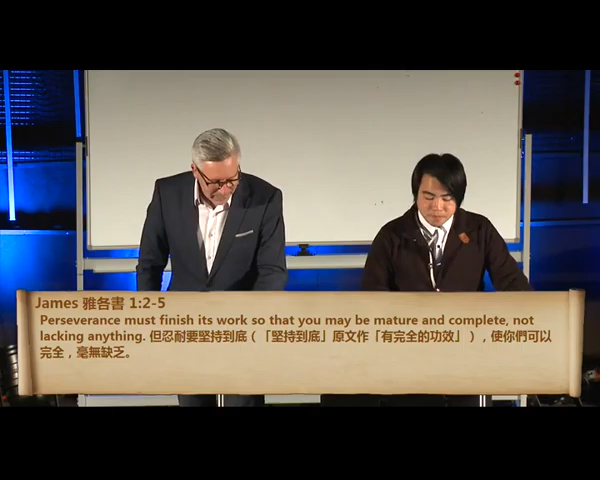 James 雅各書 1:2-5
Perseverance must finish its work so that you may be mature and complete, not
lacking anything. 但忍耐要堅持到底（「堅持到底」原文作「有完全的功效」），使你們可以
完全，毫無缺乏。